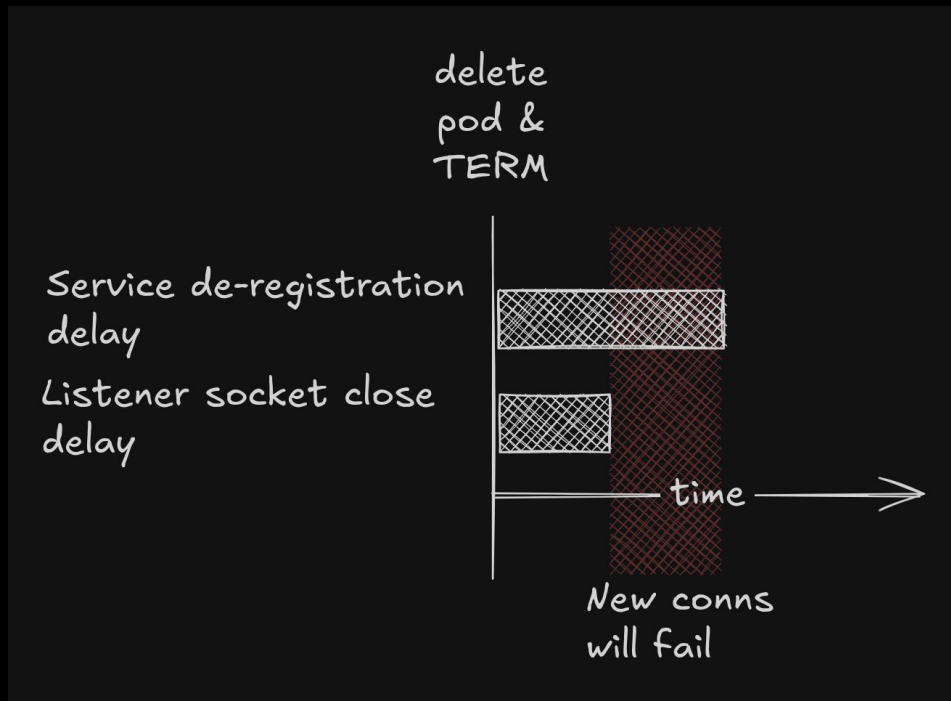 delete
pod &
TERM
Service de-registration
delay
Listener socket close
delay
time
New conns
will fail